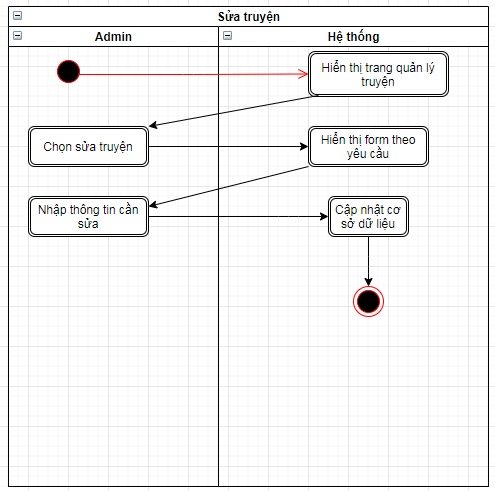 Sửa truyện
Admin
Hệ thống
Hiển thị trang quản lý
truyện
Chọn sửa truyện
Hiển thị form theo
yêu cầu
Nhập thông tin cần
sửa
Cập nhật cơ
sở dữ liệu